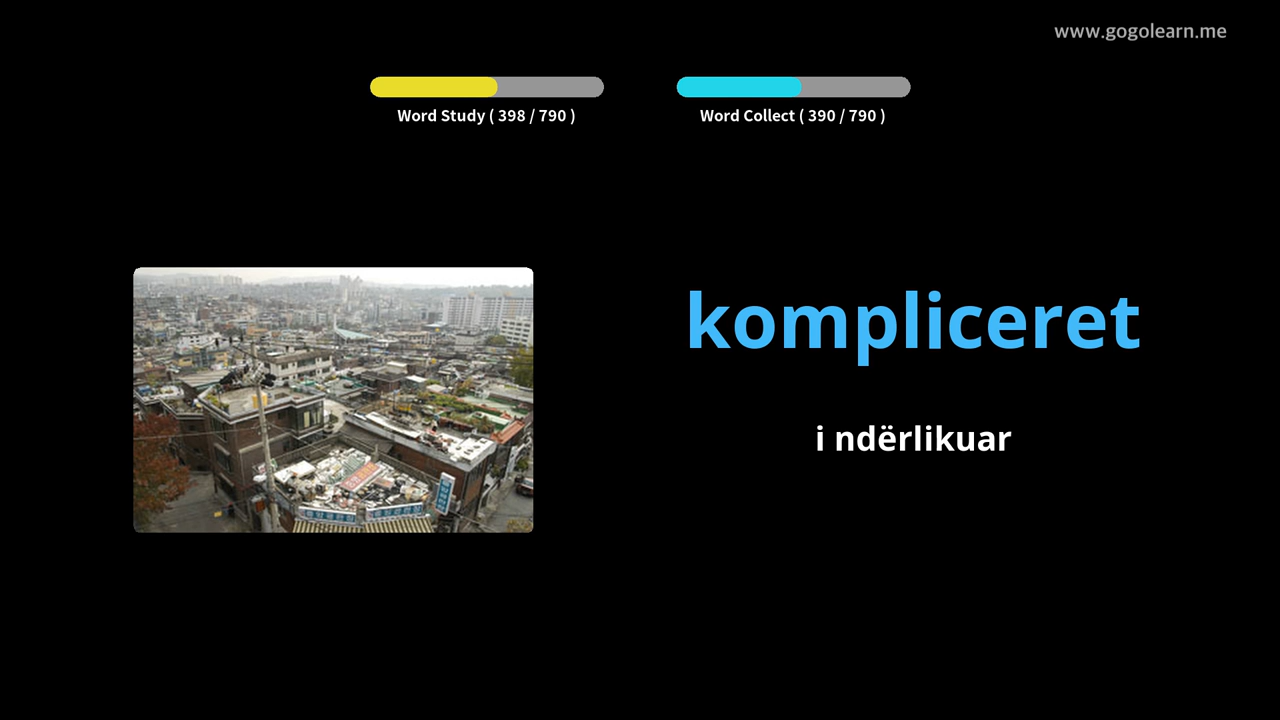 www.gogolearn.me
Word Study ( 398 / 790 )
Word Collect ( 390 / 790 )
kompliceret
i ndërlikuar